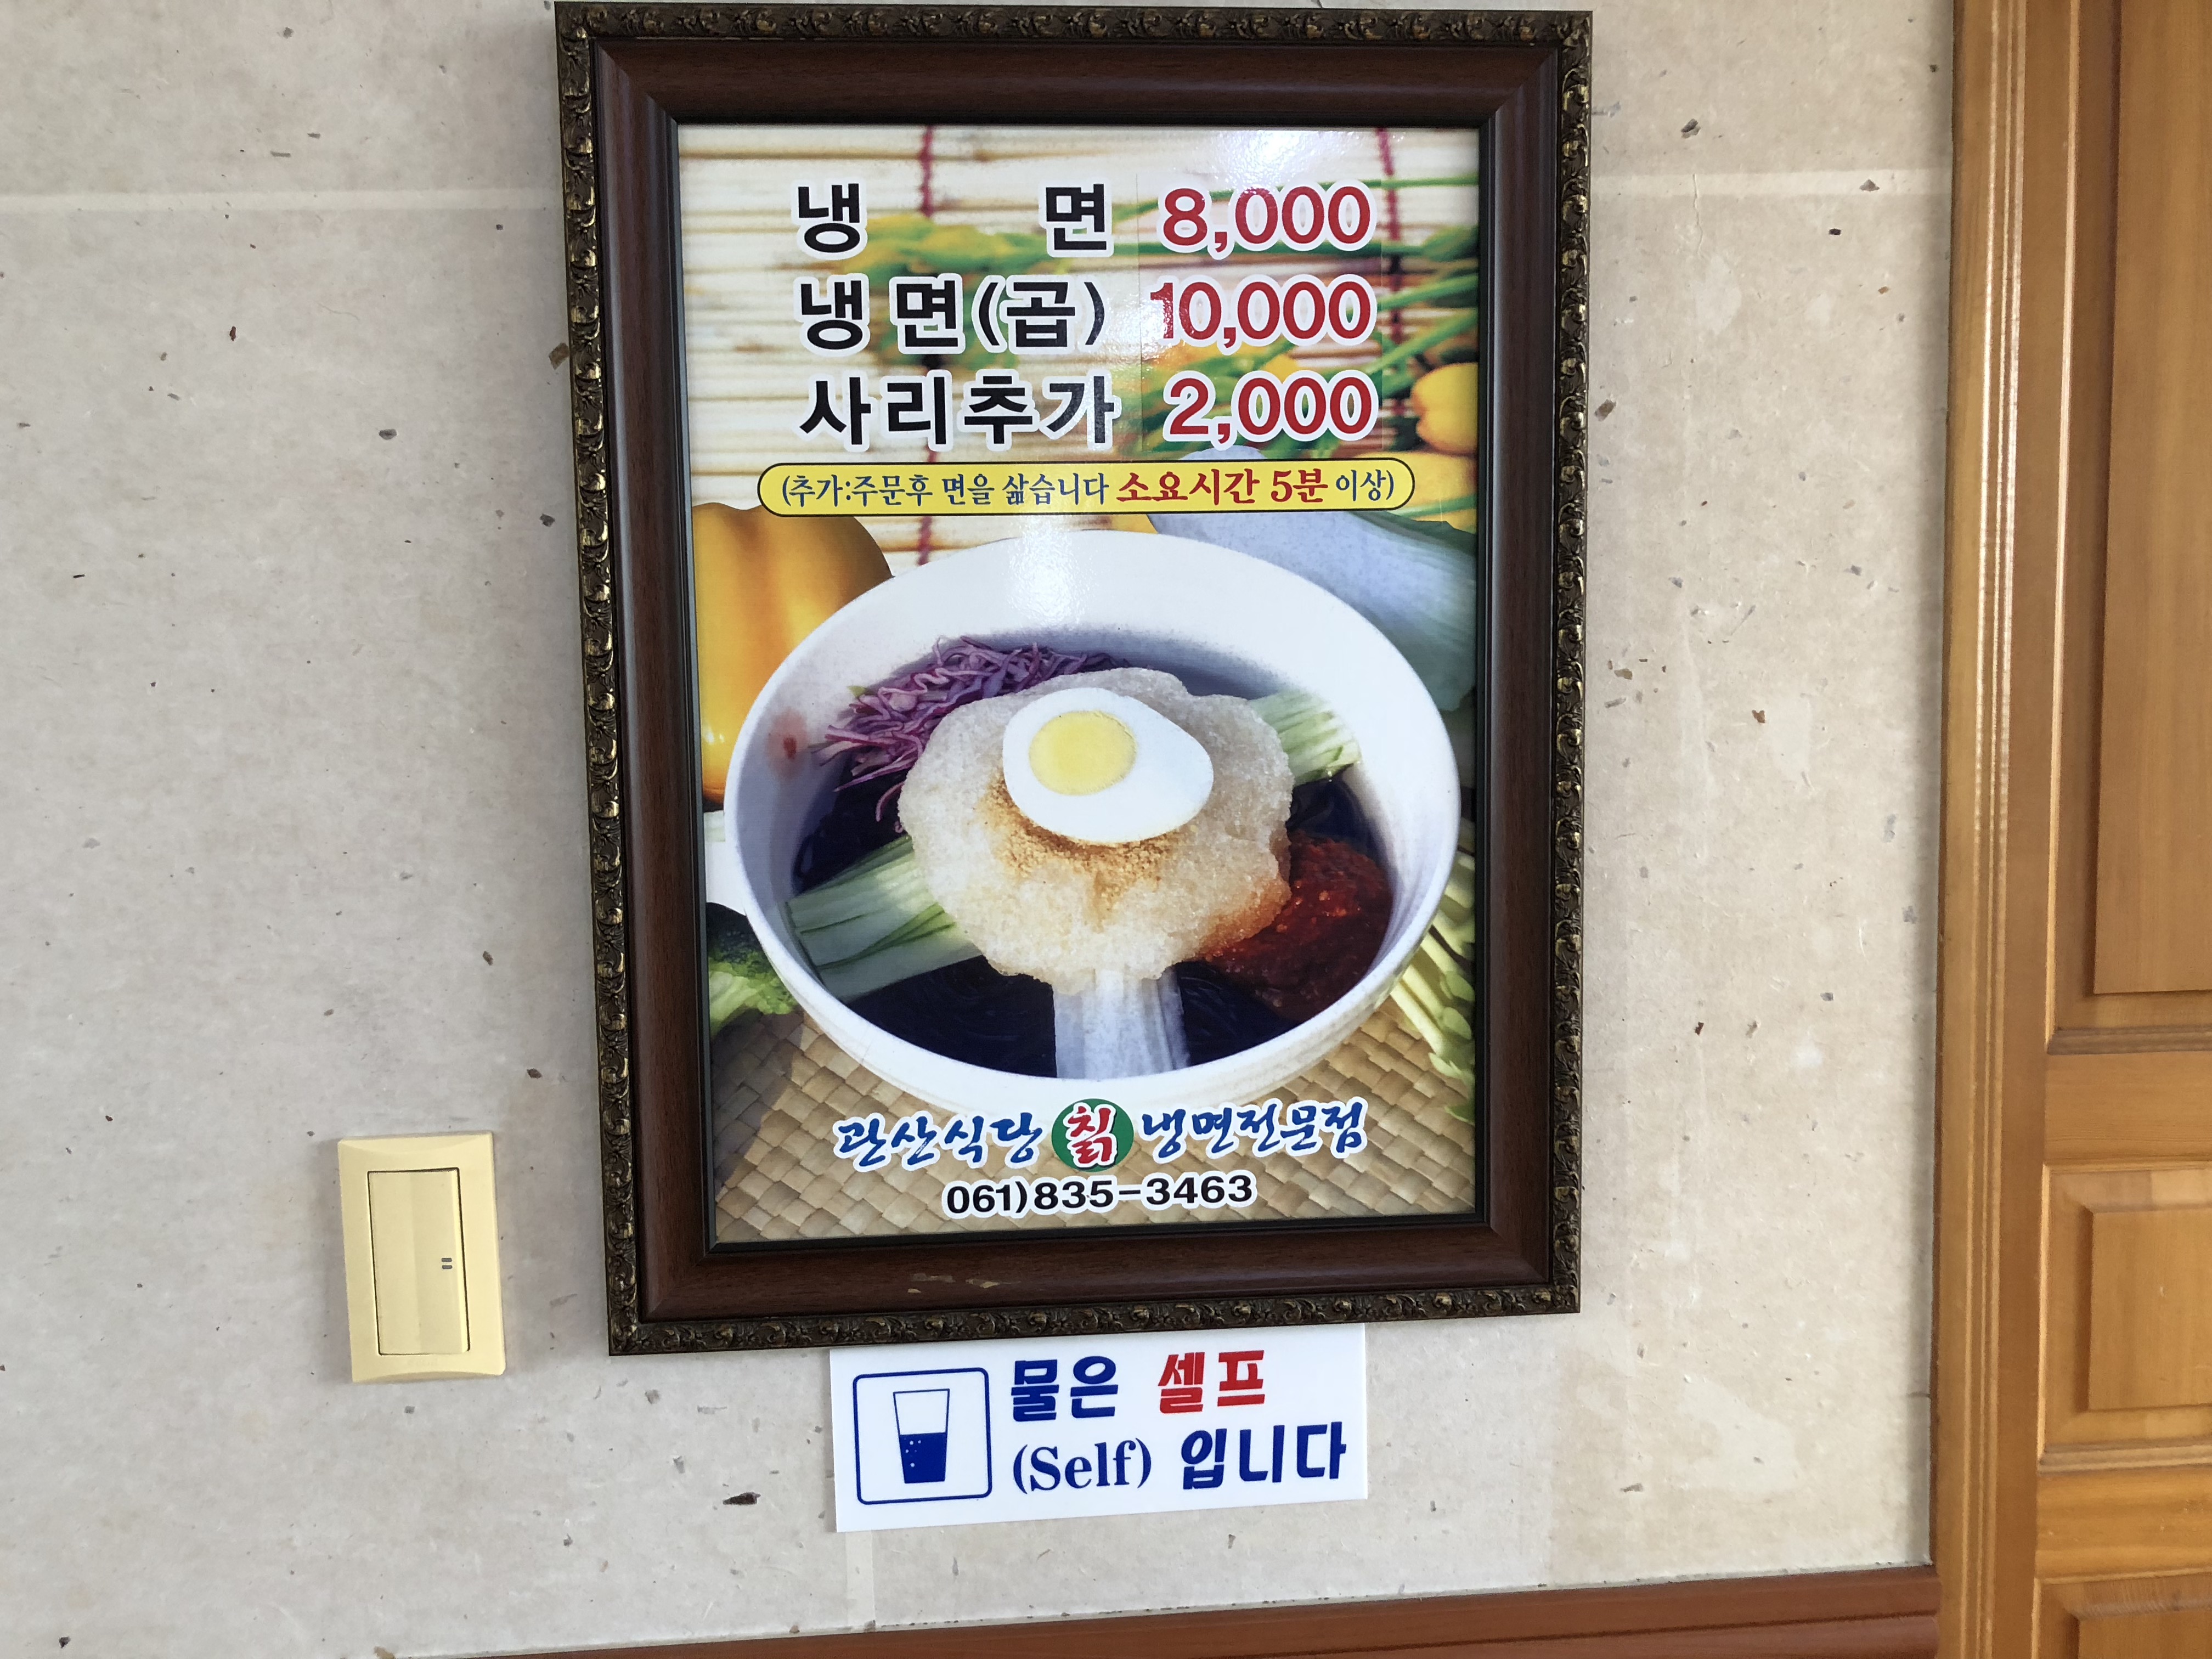 냉 면 8,000
냉면(곱) 10,000
사리추가 2,000
(추가:주문후 면을 삶습니다 소요시간 5분 이상)
관산식당 칡 냉면전문점
061)835-3463
물은 셀프
(Self) 입니다